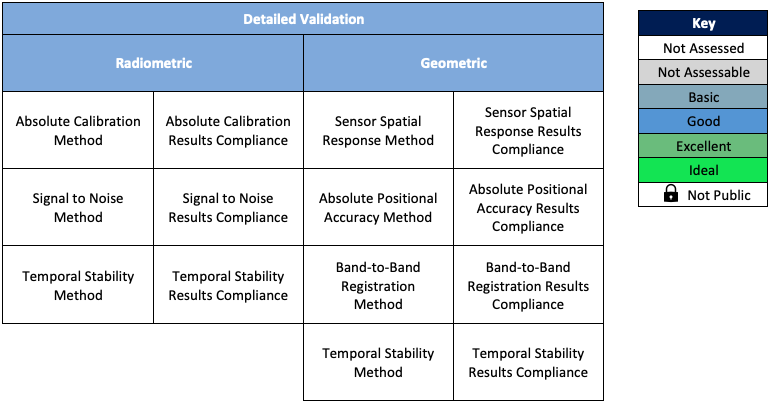 Detailed Validation
Radiometric
Geometric
Absolute Calibration
Method
Absolute Calibration
Results Compliance
Sensor Spatial
Response Method
Sensor Spatial
Response Results
Compliance
Signal to Noise
Method
Signal to Noise
Results Compliance
Absolute Positional
Accuracy Method
Absolute Positional
Accuracy Results
Compliance
Temporal Stability
Method
Temporal Stability
Results Compliance
Band-to-Band
Registration
Method
Band-to-Band
Registration Results
Compliance
Temporal Stability
Method
Temporal Stability
Results Compliance
Key
Not Assessed
Not Assessable
Basic
Good
Excellent
Ideal
Not Public